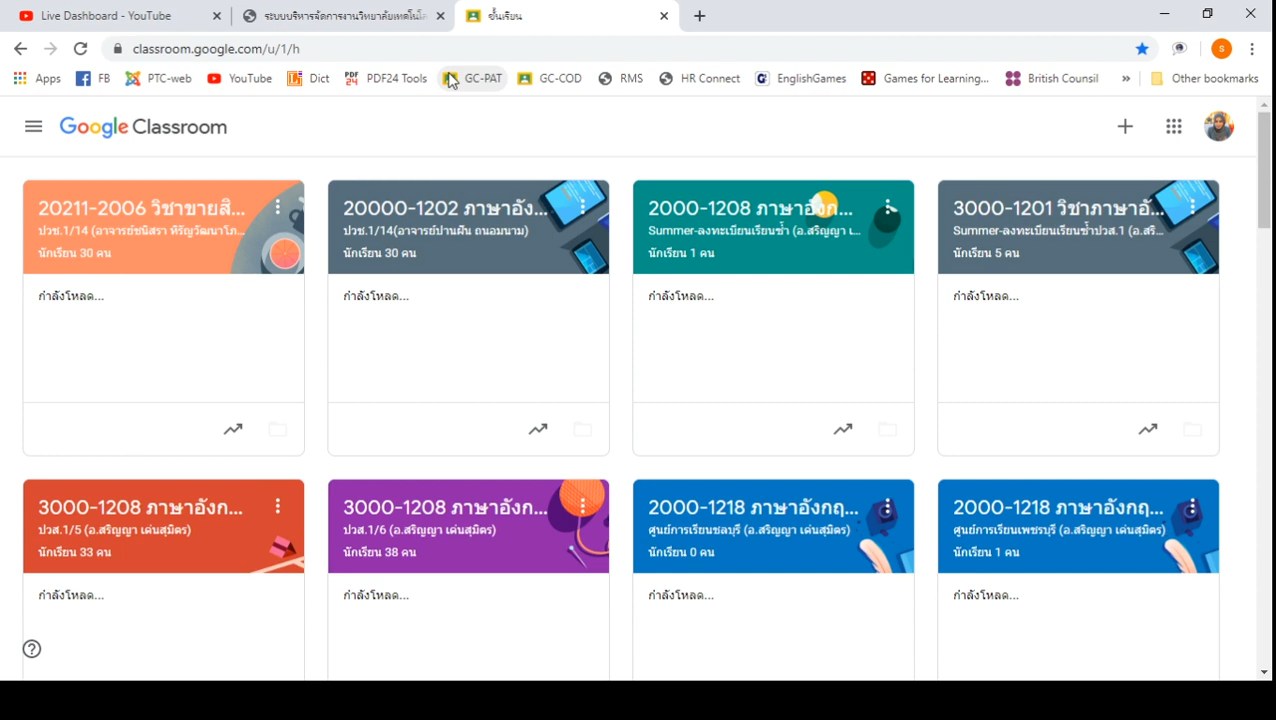 Live Dashboard - YouTube
ระบบบริหารจัดการงานวิทยาลัยเทคโนโล
ชั้นเรียน
classroom.google.com/u/1/h
S
Apps
FB
PTC-web
YouTube
Dict
PDF24 Tools
GC-PAT
GC-COD
RMS
HR Connect
EnglishGames
Games for Learning...
British Counsil
»
Other bookmarks
Google Classroom
20211-2006 วิชาขายสิ...
ปวช.1/14 (อาจารย์ชนิสรา หิรัญวัฒนาโภ...
นักเรียน 30 คน
กำลังโหลด...
20000-1202 ภาษาอัง...
ปวช.1/14(อาจารย์ปานฝัน ถนอมนาม)
นักเรียน 30 คน
กำลังโหลด...
2000-1208 ภาษาอังก...
Summer-ลงทะเบียนเรียนซ้ำ (อ.สริญญา เ...
นักเรียน 1 คน
กำลังโหลด...
3000-1201 วิชาภาษาอั...
Summer-ลงทะเบียนเรียนซ้ำปวส.1 (อ.สริ...
นักเรียน 5 คน
กำลังโหลด...
3000-1208 ภาษาอังก...
ปวส.1/5 (อ.สริญญา เด่นสุมิตร)
นักเรียน 33 คน
กำลังโหลด...
3000-1208 ภาษาอังก...
ปวส.1/6 (อ.สริญญา เด่นสุมิตร)
นักเรียน 38 คน
กำลังโหลด...
2000-1218 ภาษาอังกฤ...
ศูนย์การเรียนชลบุรี (อ.สริญญา เด่นสุมิตร)
นักเรียน 0 คน
กำลังโหลด...
2000-1218 ภาษาอังกฤ...
ศูนย์การเรียนเพชรบุรี (อ.สริญญา เด่นสุมิตร)
นักเรียน 1 คน
กำลังโหลด...